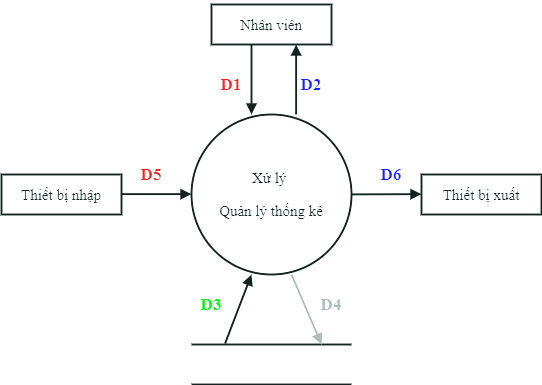 Nhân viên
D1
D2
Xử lý
Quản lý thống kê
D5
Thiết bị nhập
D6
Thiết bị xuất
D3
D4